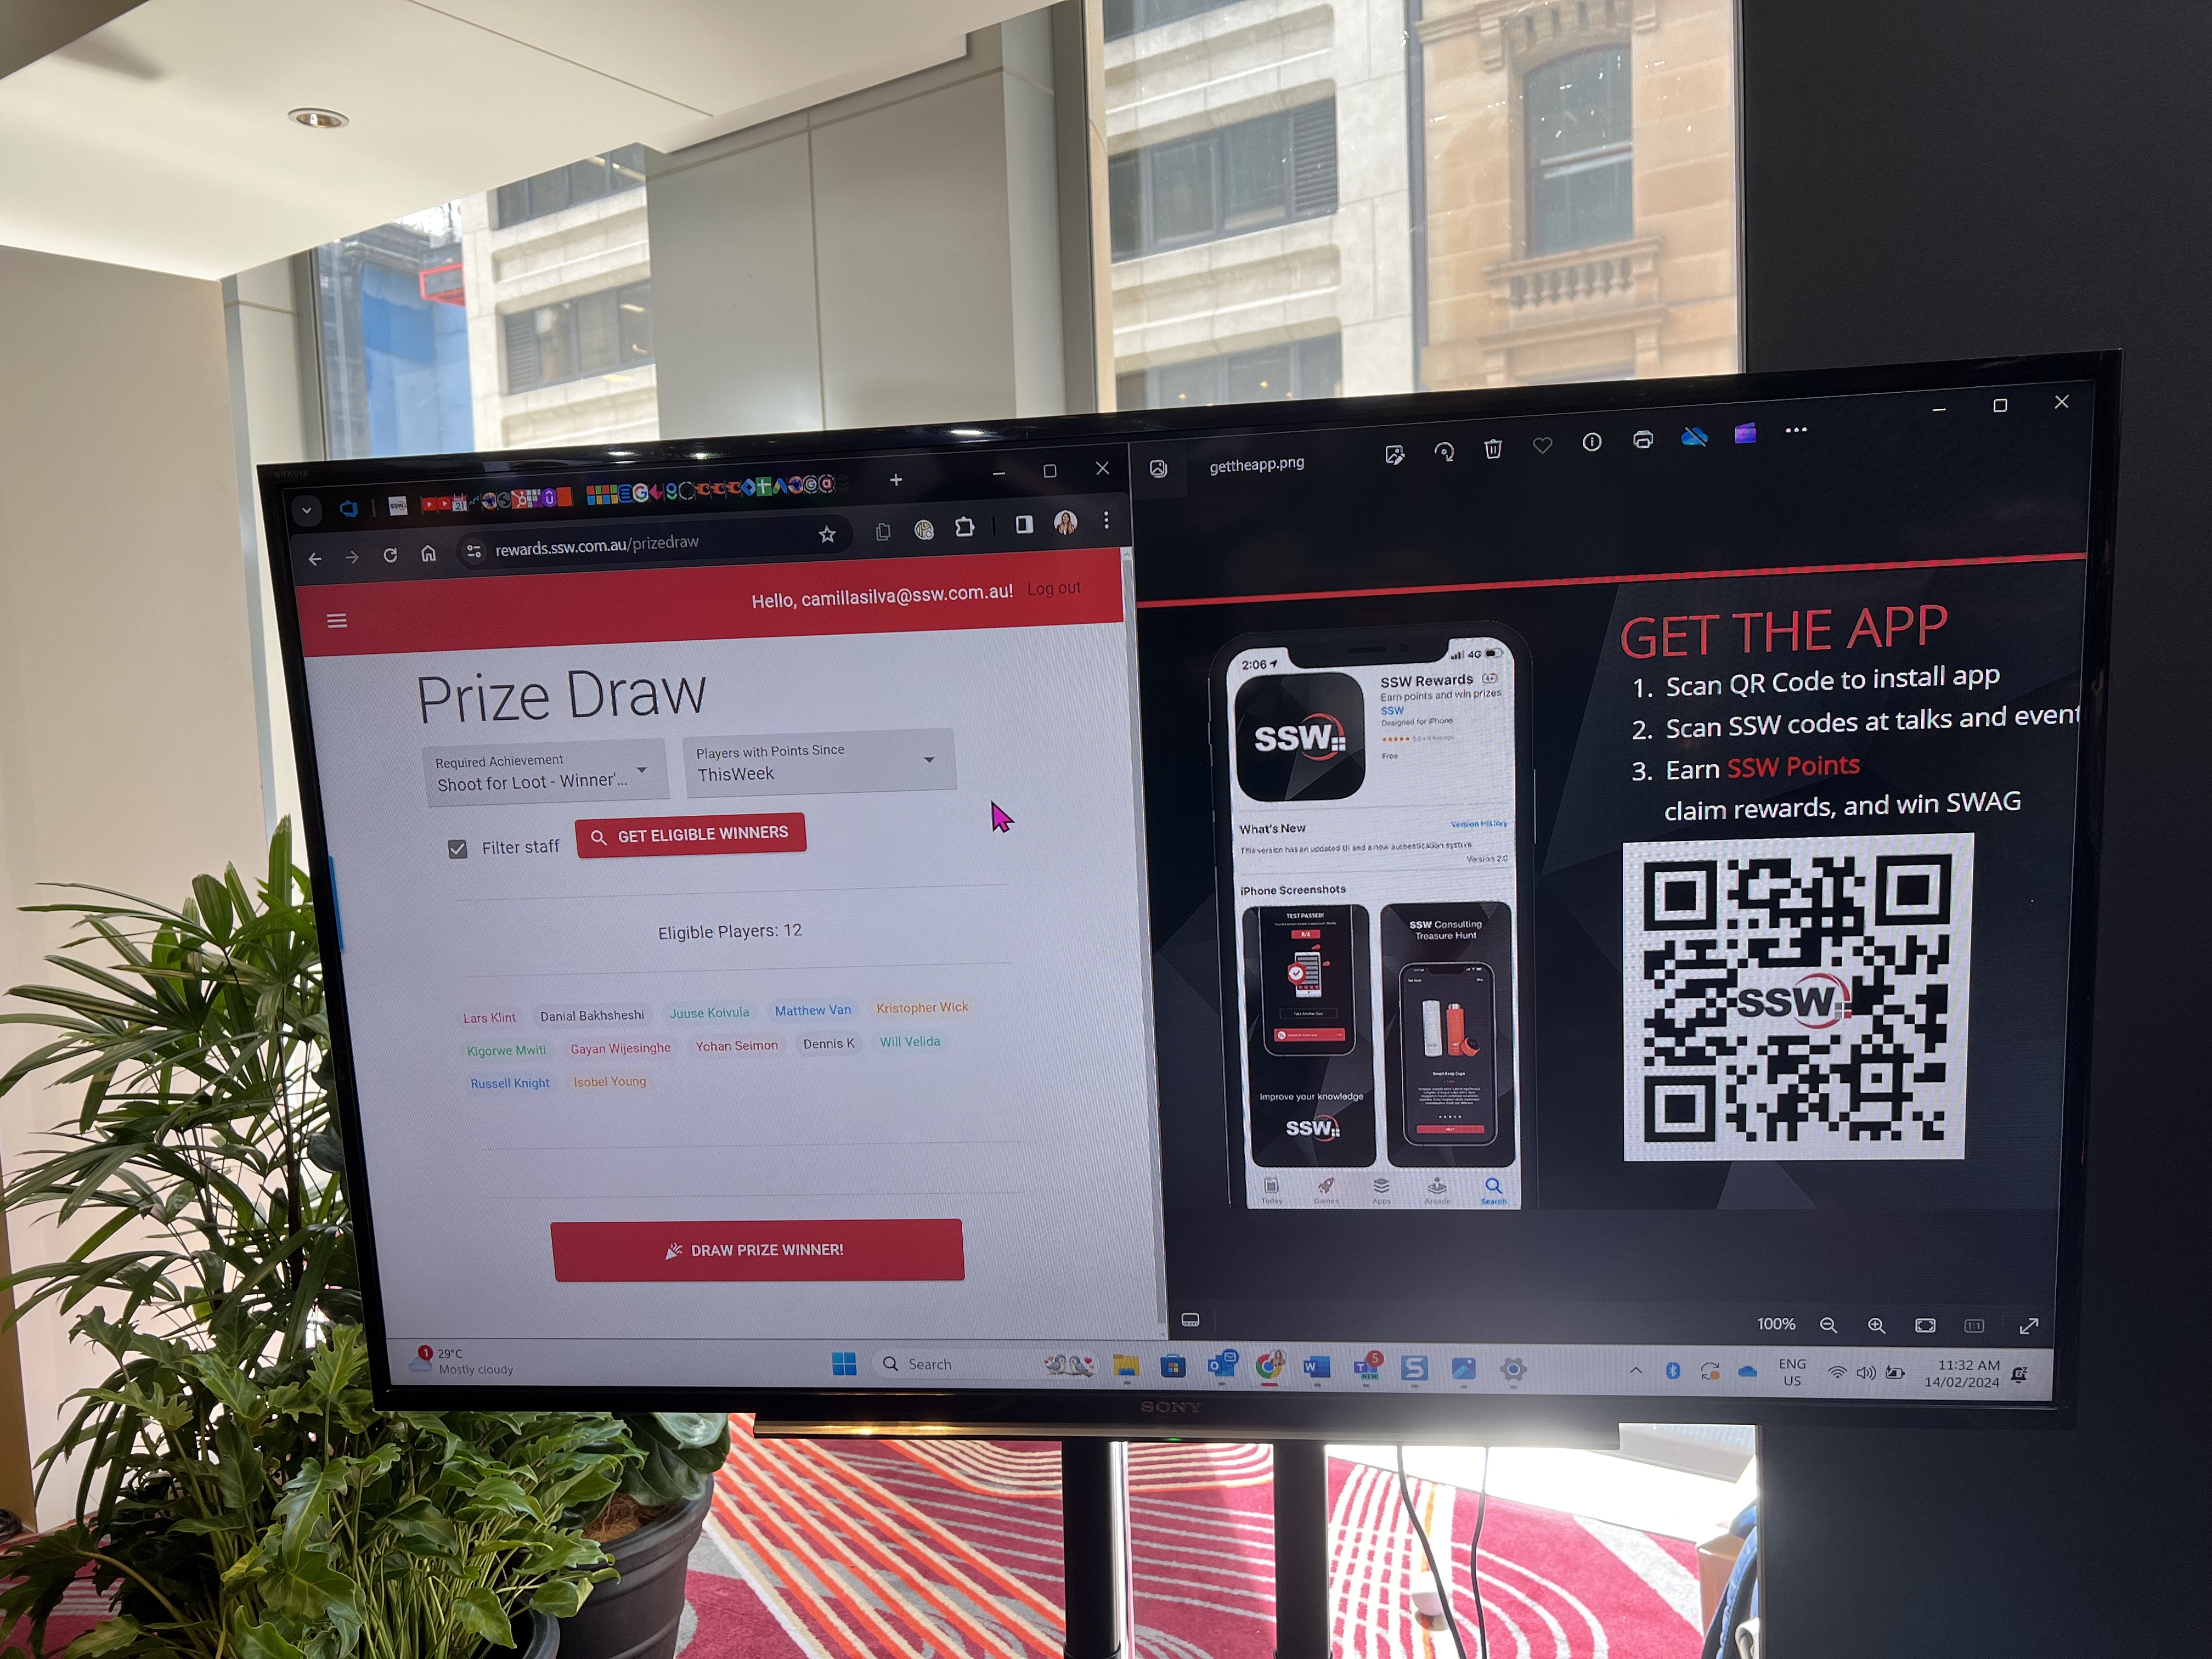 gettheapp.png
rewards.ssw.com.au/prizedraw
Hello, camillasilva@ssw.com.au! Log out
Prize Draw
Required Achievement
Shoot for Loot - Winner'...
Players with Points Since
ThisWeek
Filter staff
GET ELIGIBLE WINNERS
Eligible Players: 12
Lars Klint Danial Bakhsheshi Juuse Koivula Matthew Van Kristopher Wick
Kigorwe Mwiti Gayan Wijesinghe Yohan Seimon Dennis K Will Velida
Russell Knight Isobel Young
DRAW PRIZE WINNER!
2:06
4G
SSW
SSW Rewards 4+
Earn points and win prizes
SSW
Designed for iPhone
Free
What's New
Version History
This version has an updated UI and a new authentication system
Version 2.0
iPhone Screenshots
TEST PASSED!
Improve your knowledge
SSW
SSW Consulting
Treasure Hunt
Smart Keep Cups
Today Games Apps Arcade Search
GET THE APP
1. Scan QR Code to install app
2. Scan SSW codes at talks and event
3. Earn SSW Points
claim rewards, and win SWAG
SSW
100%
1
29°C
Mostly cloudy
Search
5
NEW
ENG
US
11:32 AM
14/02/2024
SONY